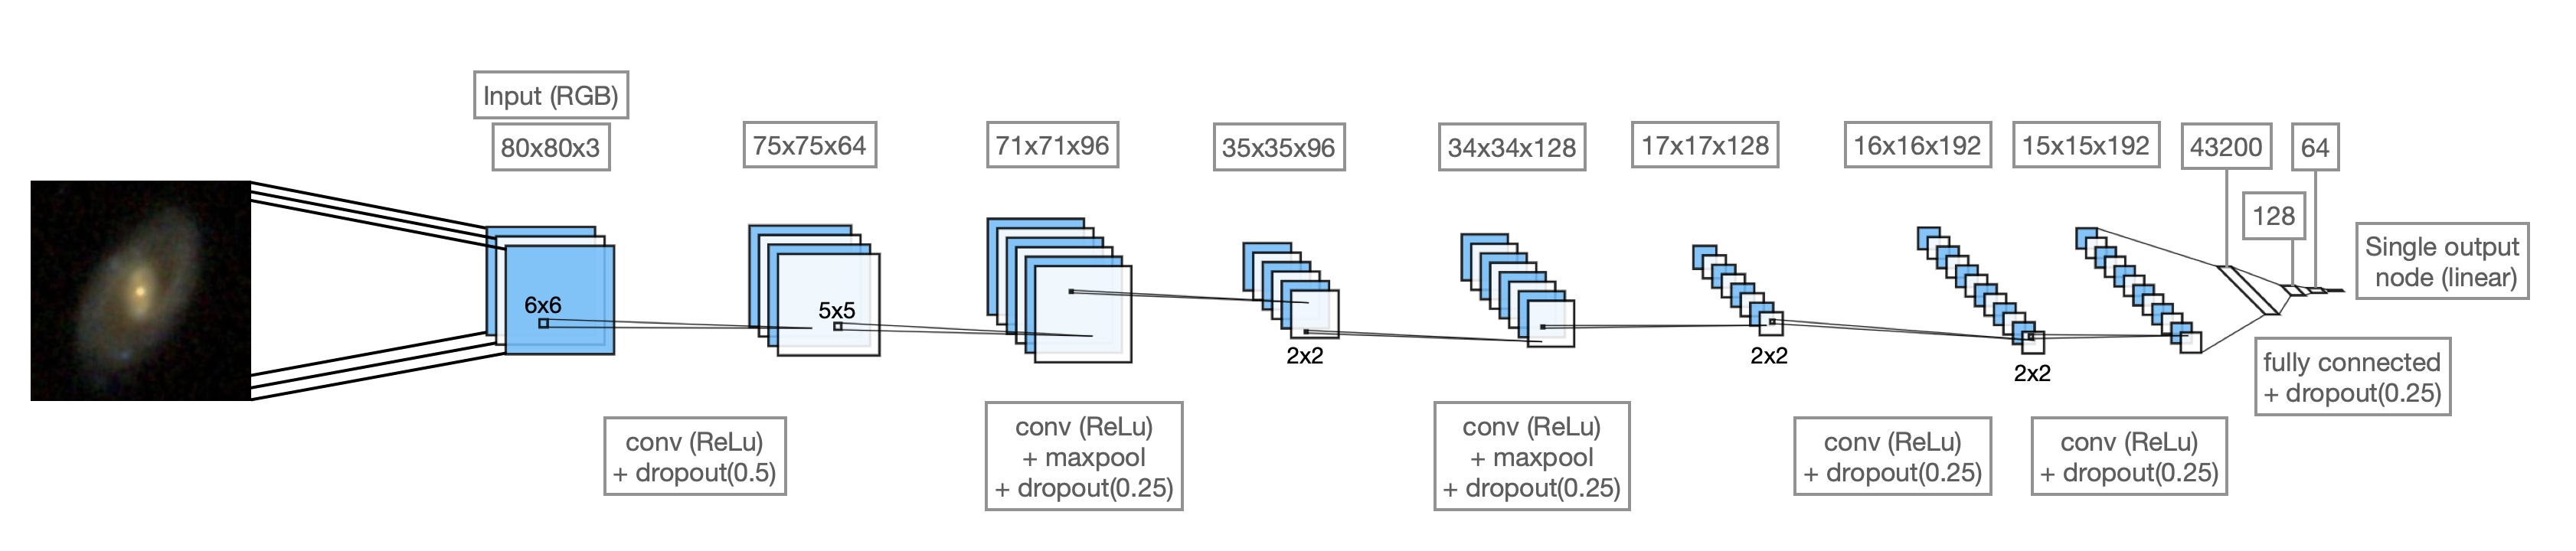 Input (RGB)
80x80x3
75x75x64
71x71x96
35x35x96
34x34x128
17x17x128
16x16x192
15x15x192
43200
64
128
Single output
node (linear)
6x6
5x5
2x2
2x2
2x2
fully connected
+ dropout(0.25)
conv (ReLu)
+ dropout(0.5)
conv (ReLu)
+ maxpool
+ dropout(0.25)
conv (ReLu)
+ maxpool
+ dropout(0.25)
conv (ReLu)
+ dropout(0.25)
conv (ReLu)
+ dropout(0.25)